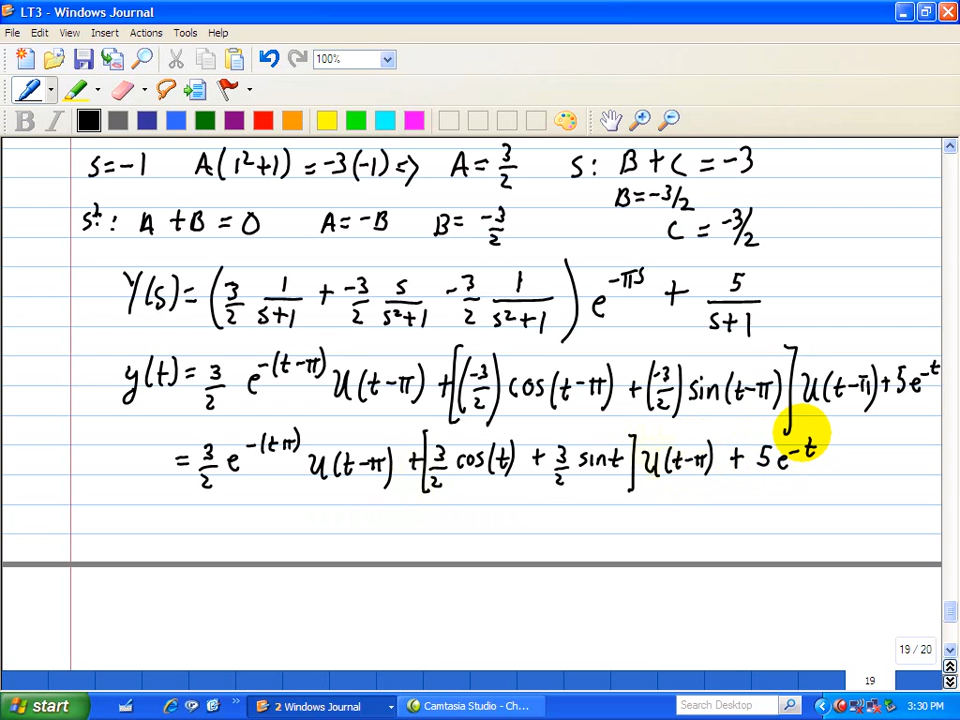 LT3 - Windows Journal
File Edit View Insert Actions Tools Help
100%
B I
s=-1 A(1²+1) = -3(-1) => A = 3/2 s: B + C = -3
B = -3/2
s²: A + B = 0 A = -B B = -3/2 C = -3/2
Y(s) = (3/2 1/(s+1) + -3/2 s/(s²+1) - 3/2 1/(s²+1)) e^(-πs) + 5/(s+1)
y(t) = 3/2 e^(-(t-π)) U(t-π) + [(-3/2) cos(t-π) + (-3/2) sin(t-π)] U(t-π) + 5e^(-t)
= 3/2 e^(-(t-π)) U(t-π) + [3/2 cos(t) + 3/2 sin t] U(t-π) + 5e^(-t)
19 / 20
19
start 2 Windows Journal Camtasia Studio - Ch... Search Desktop 3:30 PM